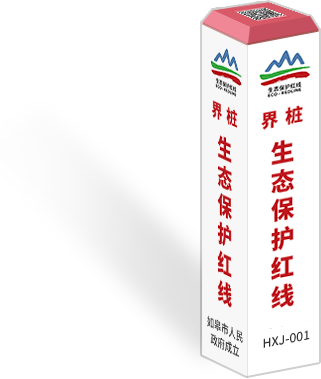 生态保护红线
ECO-REDLINE
界桩
生态保护红线
如皋市人民
政府成立
生态保护红线
ECO-REDLINE
界桩
生态保护红线
HXJ-001